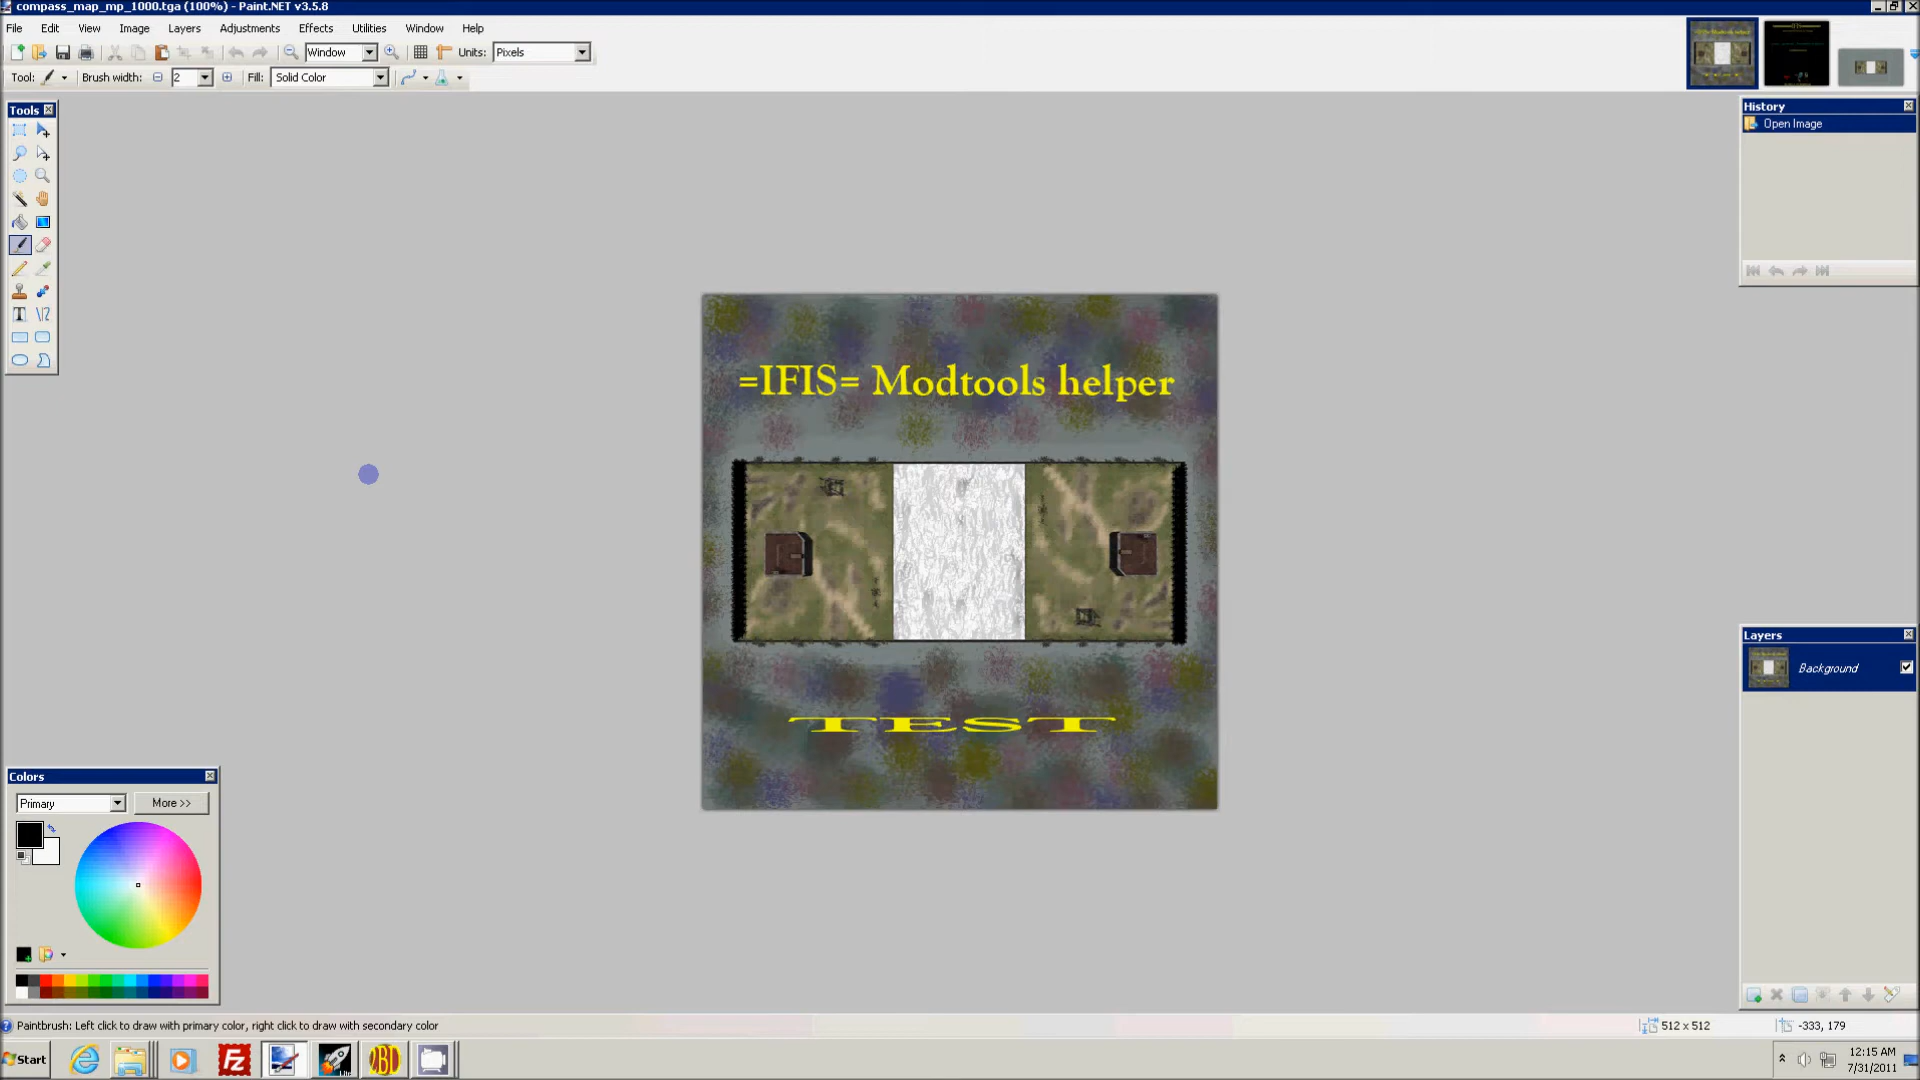 compass_map_mp_1000.tga (100%) - Paint.NET v3.5.8
File Edit View Image Layers Adjustments Effects Utilities Window Help
Window Units: Pixels
Tool: Brush width: 2 Fill: Solid Color
Tools
History
Open Image
=IFIS= Modtools helper
TEST
Layers
Background
Colors
Primary More >>
Paintbrush: Left click to draw with primary color, right click to draw with secondary color
512 x 512 -333, 179
Start
12:15 AM
7/31/2011